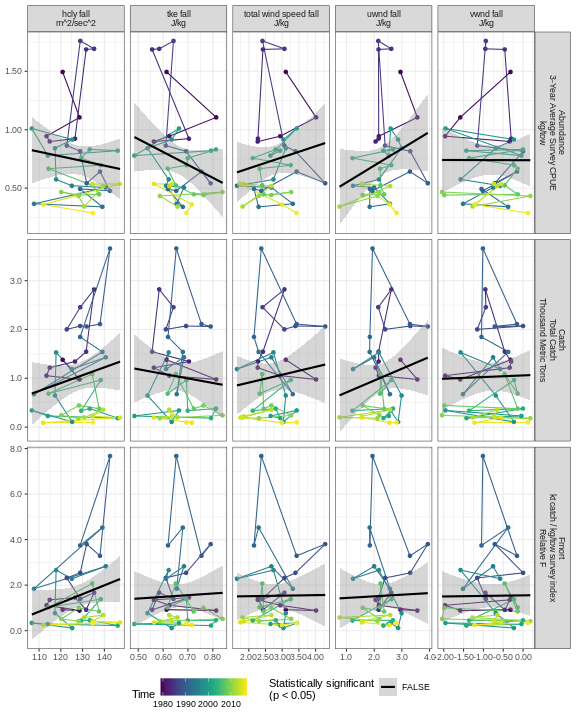 hcly fall
m^2/sec^2
tke fall
J/kg
total wind speed fall
J/kg
uwnd fall
J/kg
vwnd fall
J/kg
1.50
1.00
0.50
Abundance
3-Year Average Survey CPUE
kg/tow
3.0
2.0
1.0
0.0
Catch
Total Catch
Thousand Metric Tons
8.0
6.0
4.0
2.0
0.0
Fmort
kt catch / kg/tow survey index
Relative F
110 120 130 140
0.50 0.60 0.70 0.80
2.00 2.50 3.00 3.50 4.00
1.0 2.0 3.0 4.0
-2.00 -1.50 -1.00 -0.50 0.00
Time
1980 1990 2000 2010
Statistically significant
(p < 0.05)
FALSE